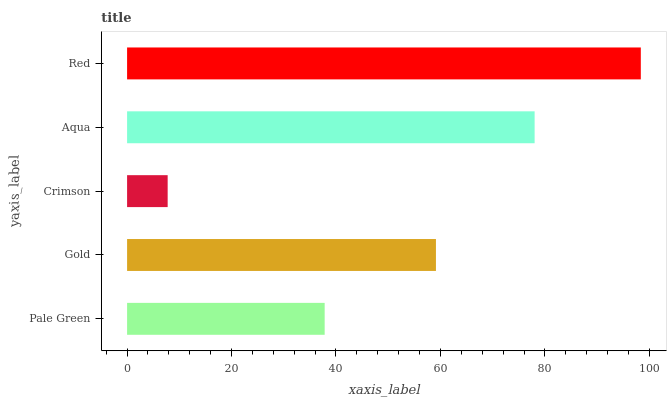 title
yaxis_label
Red
Aqua
Crimson
Gold
Pale Green
0 20 40 60 80 100
xaxis_label